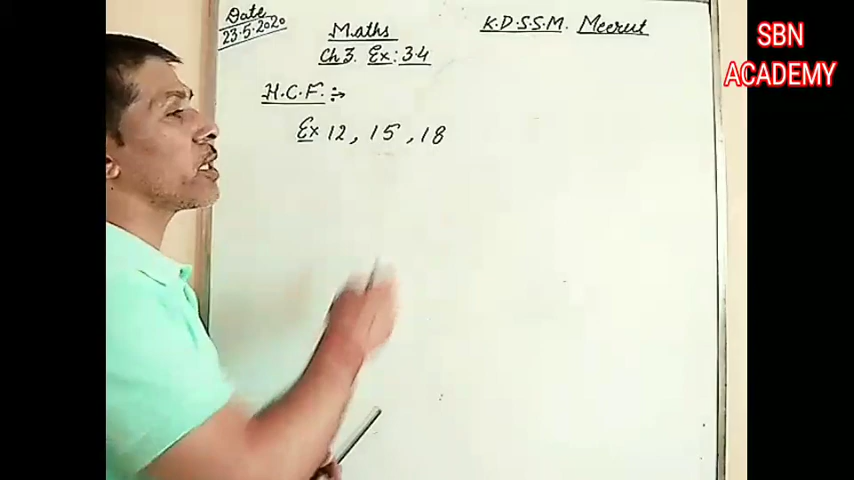 Date
23.5.2020
Maths
Ch 3. Ex: 3.4
K.D.S.S.M. Meerut
SBN
ACADEMY
H.C.F. :→
Ex 12, 15, 18